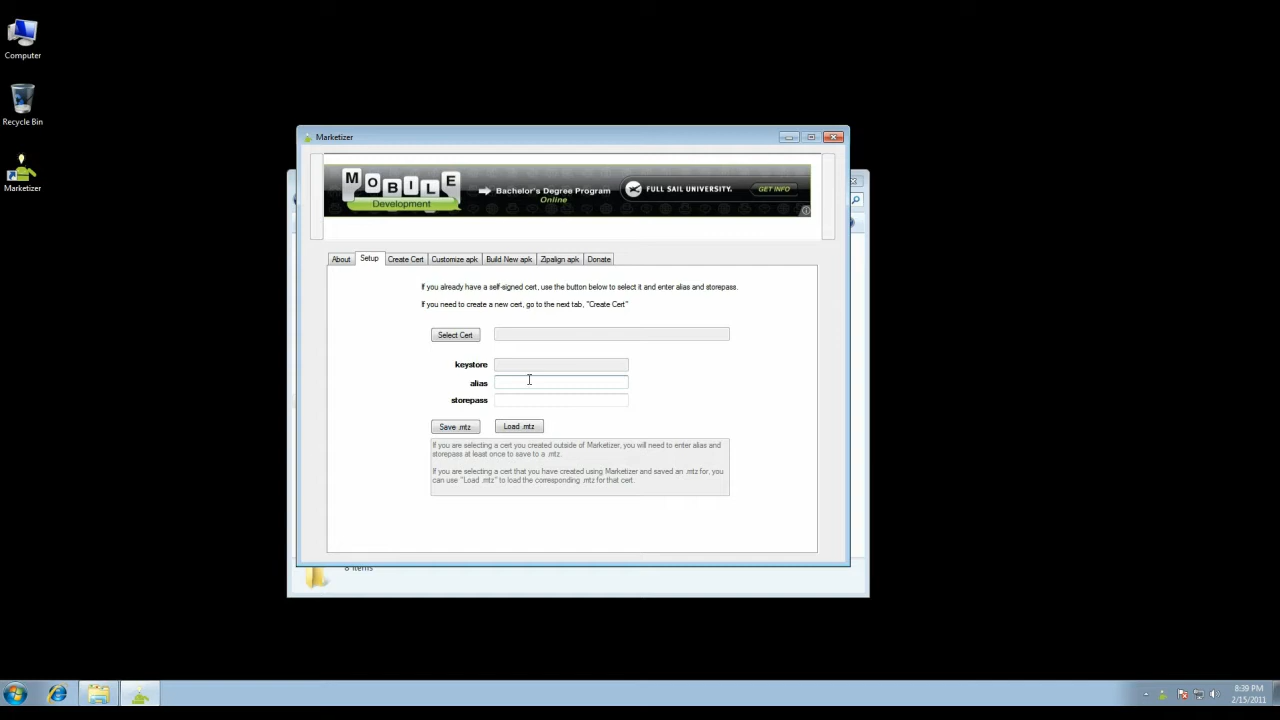 Computer
Recycle Bin
Marketizer
Marketizer
MOBILE
Development
Bachelor's Degree Program
Online
FULL SAIL UNIVERSITY.
GET INFO
About Setup Create Cert Customize apk Build New apk Zipalign apk Donate
If you already have a self-signed cert, use the button below to select it and enter alias and storepass.
If you need to create a new cert, go to the next tab, "Create Cert"
Select Cert
keystore
alias
storepass
Save .mtz Load .mtz
If you are selecting a cert you created outside of Marketizer, you will need to enter alias and
storepass at least once to save to a .mtz.
If you are selecting a cert that you have created using Marketizer and saved an .mtz for, you
can use "Load .mtz" to load the corresponding .mtz for that cert.
8 items
8:39 PM
2/15/2011